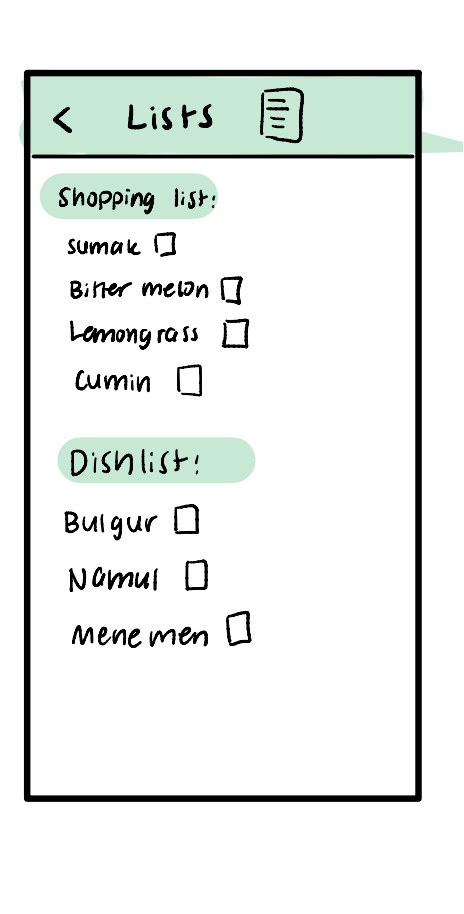 < Lists
Shopping list:
sumak
Bitter melon
Lemongrass
Cumin
Dishlist:
Bulgur
Namul
Menemen